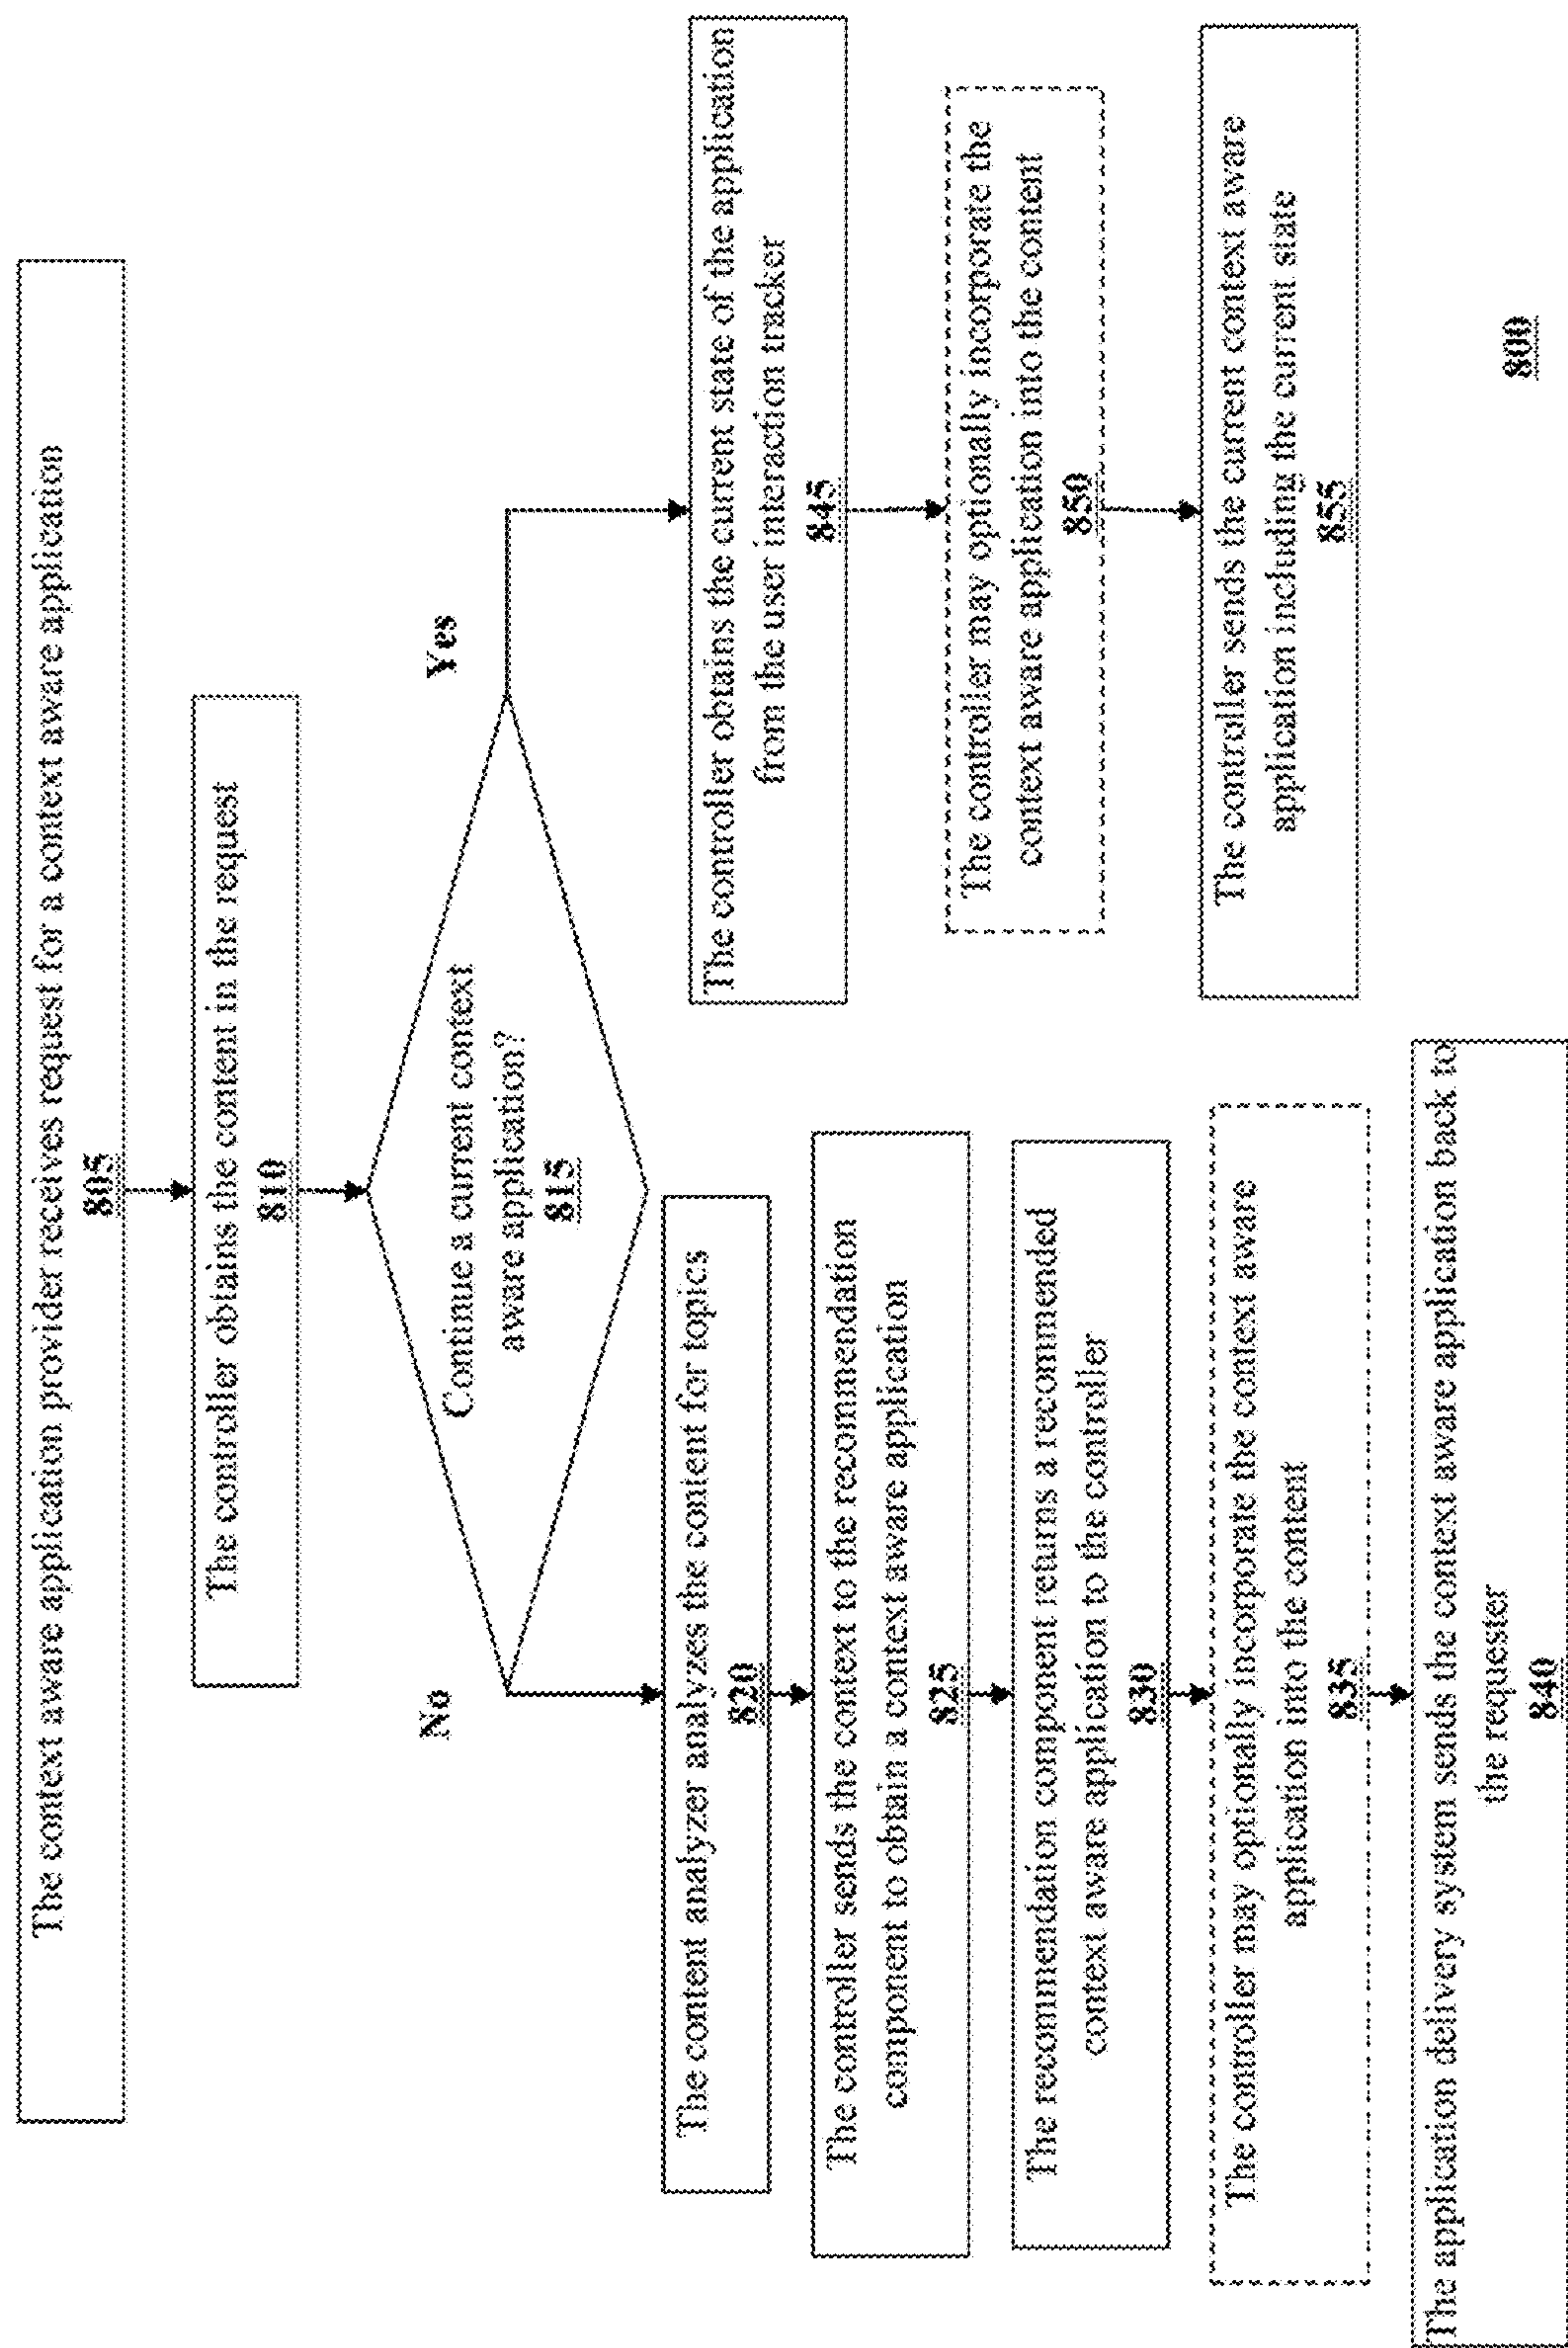 The context aware application provider receives request for a context aware application
805
The controller obtains the content in the request
810
Continue a current context
aware application?
815
No
Yes
The content analyzer analyzes the content for topics
820
The controller sends the context to the recommendation
component to obtain a context aware application
825
The recommendation component returns a recommended
context aware application to the controller
830
The controller may optionally incorporate the context aware
application into the content
835
The application delivery system sends the context aware application back to
the requester
840
The controller obtains the current state of the application
from the user interaction tracker
845
The controller may optionally incorporate the
context aware application into the content
850
The controller sends the current context aware
application including the current state
855
800